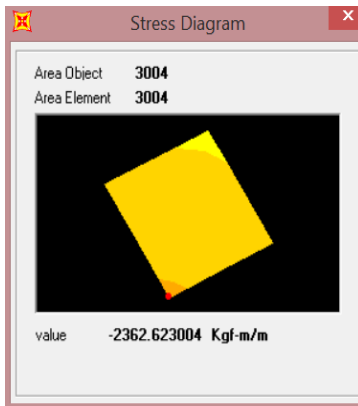 Stress Diagram
x
Area Object 3004
Area Element 3004
value -2362.623004 Kgf-m/m